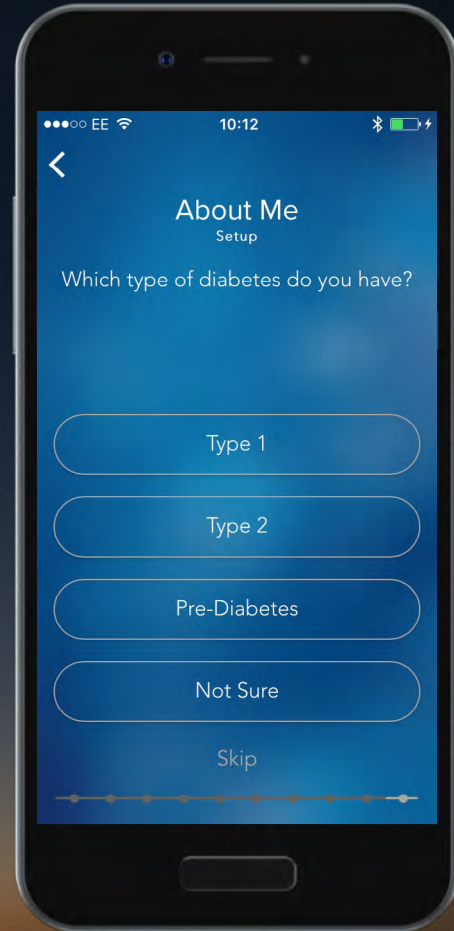 EE 10:12
About Me
Setup
Which type of diabetes do you have?
Type 1
Type 2
Pre-Diabetes
Not Sure
Skip